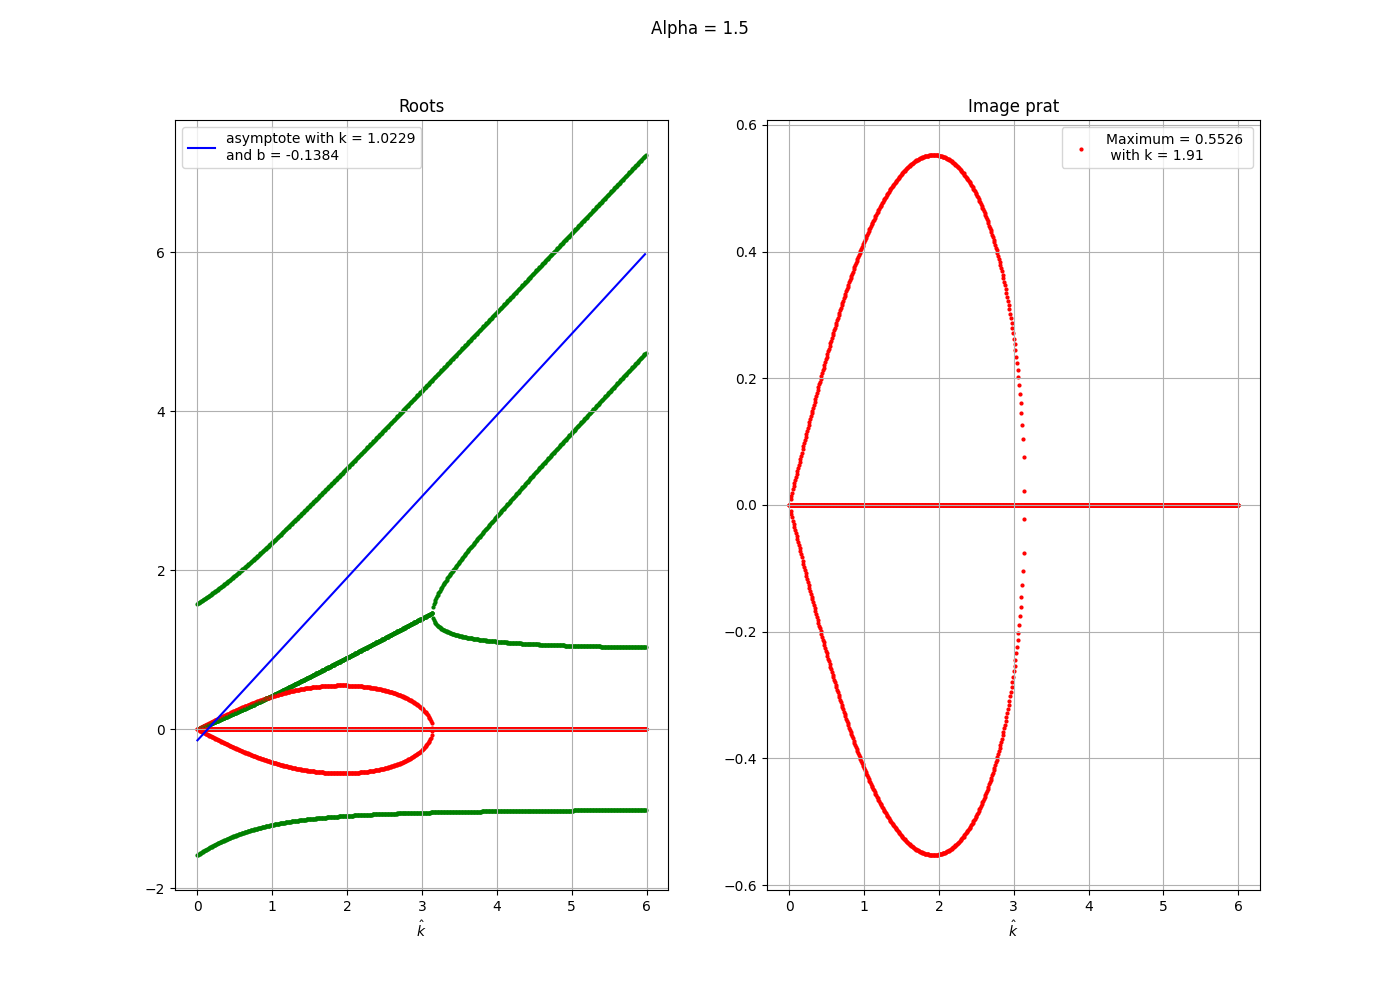 Alpha = 1.5
Roots
asymptote with k = 1.0229
and b = -0.1384
6
4
2
0
−2
0 1 2 3 4 5 6
k̂
Image prat
Maximum = 0.5526
with k = 1.91
0.6
0.4
0.2
0.0
−0.2
−0.4
−0.6
0 1 2 3 4 5 6
k̂